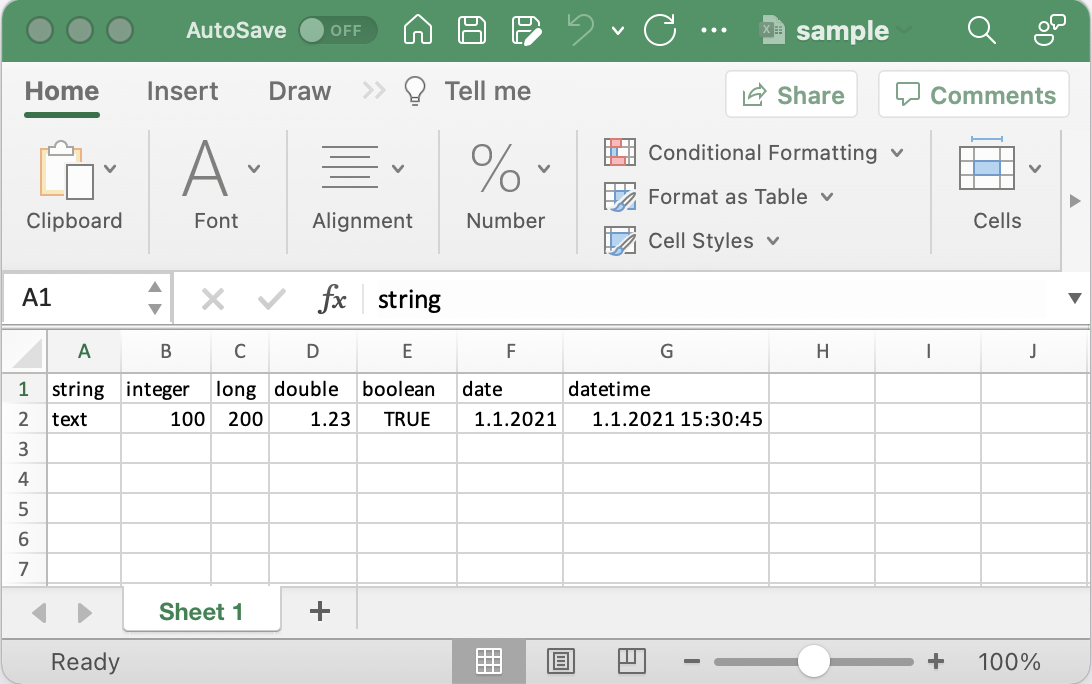 AutoSave OFF sample
Home Insert Draw Tell me Share Comments
Conditional Formatting
Format as Table
Cell Styles
Clipboard Font Alignment Number Cells
A1 fx string
A B C D E F G H I J
1 string integer long double boolean date datetime
2 text 100 200 1.23 TRUE 1.1.2021 1.1.2021 15:30:45
3
4
5
6
7
Sheet 1 +
Ready 100%